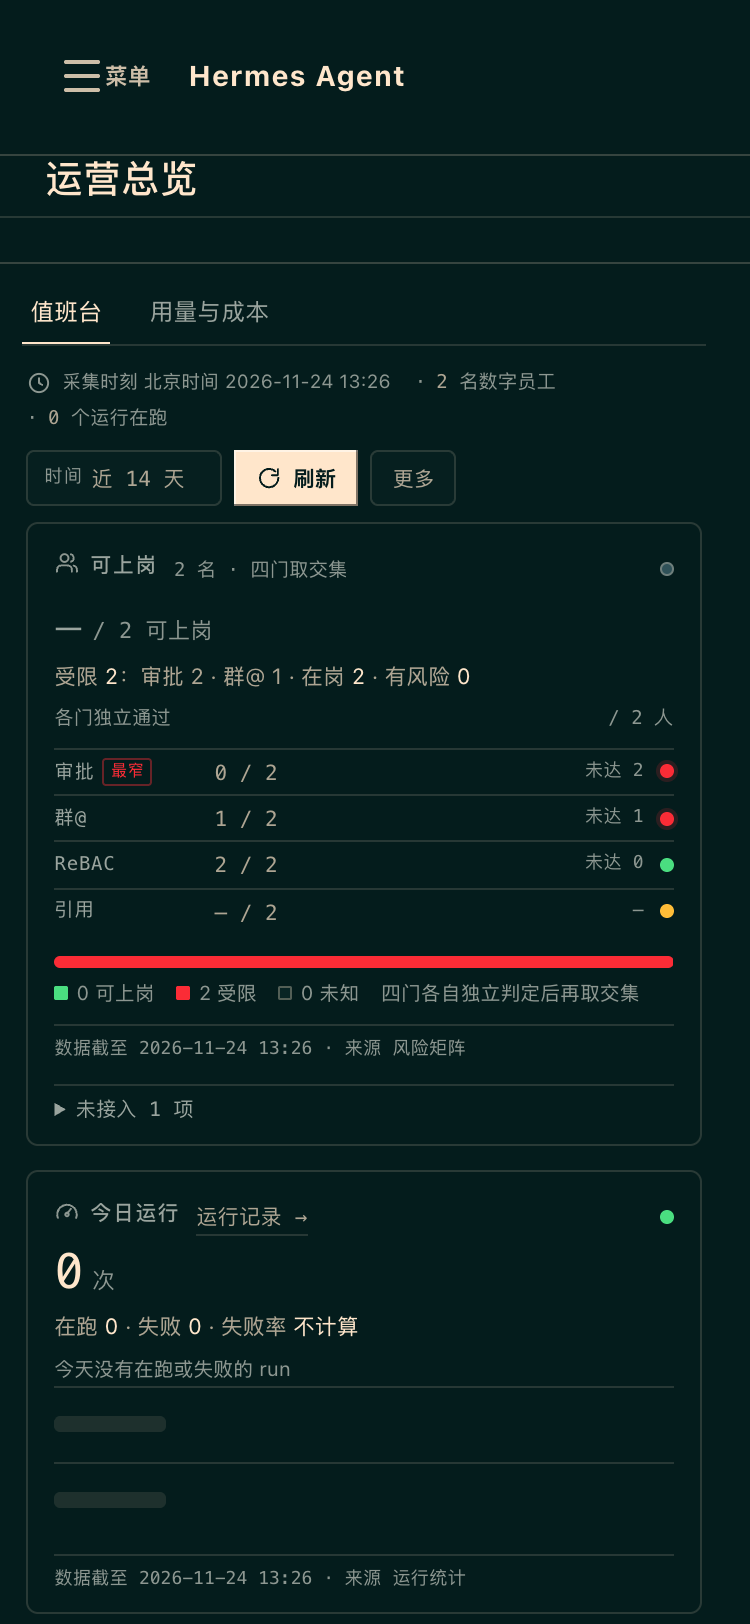 菜单 Hermes Agent
运营总览
值班台 用量与成本
采集时刻 北京时间 2026-11-24 13:26 · 2 名数字员工
· 0 个运行在跑
时间 近 14 天 刷新 更多
可上岗 2 名 · 四门取交集
— / 2 可上岗
受限 2: 审批 2 · 群@ 1 · 在岗 2 · 有风险 0
各门独立通过 / 2 人
审批 最窄 0 / 2 未达 2
群@ 1 / 2 未达 1
ReBAC 2 / 2 未达 0
引用 — / 2 —
0 可上岗 2 受限 0 未知 四门各自独立判定后再取交集
数据截至 2026-11-24 13:26 · 来源 风险矩阵
▶ 未接入 1 项
今日运行 运行记录 →
0 次
在跑 0 · 失败 0 · 失败率 不计算
今天没有在跑或失败的 run
数据截至 2026-11-24 13:26 · 来源 运行统计